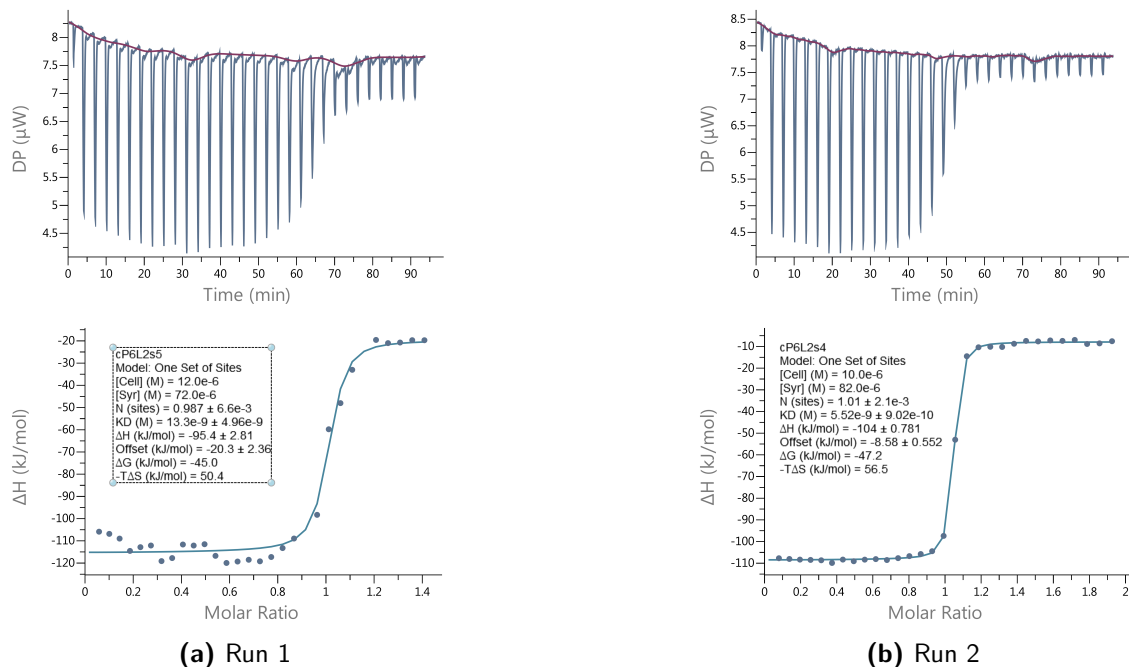 8
7.5
7
6.5
6
5.5
5
4.5
DP (µW)
0 10 20 30 40 50 60 70 80 90
Time (min)
8.5
8
7.5
7
6.5
6
5.5
5
4.5
DP (µW)
0 10 20 30 40 50 60 70 80 90
Time (min)
-20
-30
-40
-50
-60
-70
-80
-90
-100
-110
-120
ΔH (kJ/mol)
cP6L2s5
Model: One Set of Sites
[Cell] (M) = 12.0e-6
[Syr] (M) = 72.0e-6
N (sites) = 0.987 ± 6.6e-3
KD (M) = 13.3e-9 ± 4.96e-9
ΔH (kJ/mol) = -95.4 ± 2.81
Offset (kJ/mol) = -20.3 ± 2.36
ΔG (kJ/mol) = -45.0
-TΔS (kJ/mol) = 50.4
0 0.2 0.4 0.6 0.8 1 1.2 1.4
Molar Ratio
(a) Run 1
-10
-20
-30
-40
-50
-60
-70
-80
-90
-100
-110
ΔH (kJ/mol)
cP6L2s4
Model: One Set of Sites
[Cell] (M) = 10.0e-6
[Syr] (M) = 82.0e-6
N (sites) = 1.01 ± 2.1e-3
KD (M) = 5.52e-9 ± 9.02e-10
ΔH (kJ/mol) = -104 ± 0.781
Offset (kJ/mol) = -8.58 ± 0.552
ΔG (kJ/mol) = -47.2
-TΔS (kJ/mol) = 56.5
0 0.2 0.4 0.6 0.8 1 1.2 1.4 1.6 1.8 2
Molar Ratio
(b) Run 2